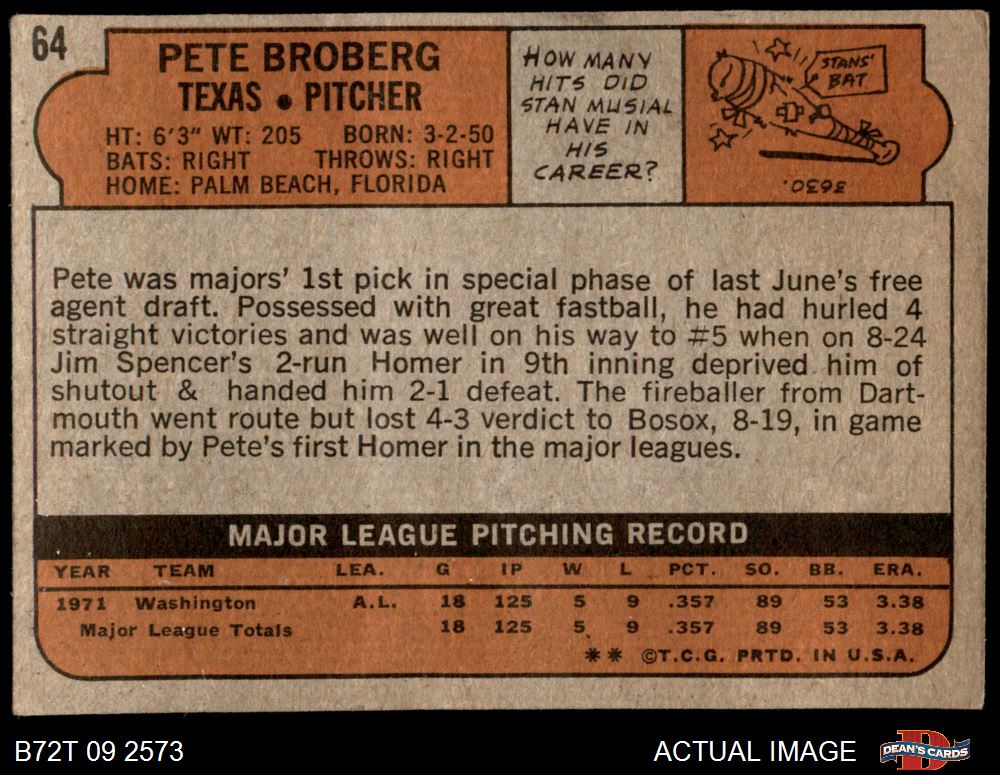 64
PETE BROBERG
TEXAS • PITCHER
HT: 6'3" WT: 205 BORN: 3-2-50
BATS: RIGHT THROWS: RIGHT
HOME: PALM BEACH, FLORIDA
HOW MANY
HITS DID
STAN MUSIAL
HAVE IN
HIS
CAREER?
STANS'
BAT
3630.
Pete was majors' 1st pick in special phase of last June's free
agent draft. Possessed with great fastball, he had hurled 4
straight victories and was well on his way to #5 when on 8-24
Jim Spencer's 2-run Homer in 9th inning deprived him of
shutout & handed him 2-1 defeat. The fireballer from Dart-
mouth went route but lost 4-3 verdict to Bosox, 8-19, in game
marked by Pete's first Homer in the major leagues.
MAJOR LEAGUE PITCHING RECORD
YEAR TEAM LEA. G IP W L PCT. SO. BB. ERA.
1971 Washington A.L. 18 125 5 9 .357 89 53 3.38
Major League Totals 18 125 5 9 .357 89 53 3.38
** ©T.C.G. PRTD. IN U.S.A.
B72T 09 2573
ACTUAL IMAGE
DEAN'S CARDS